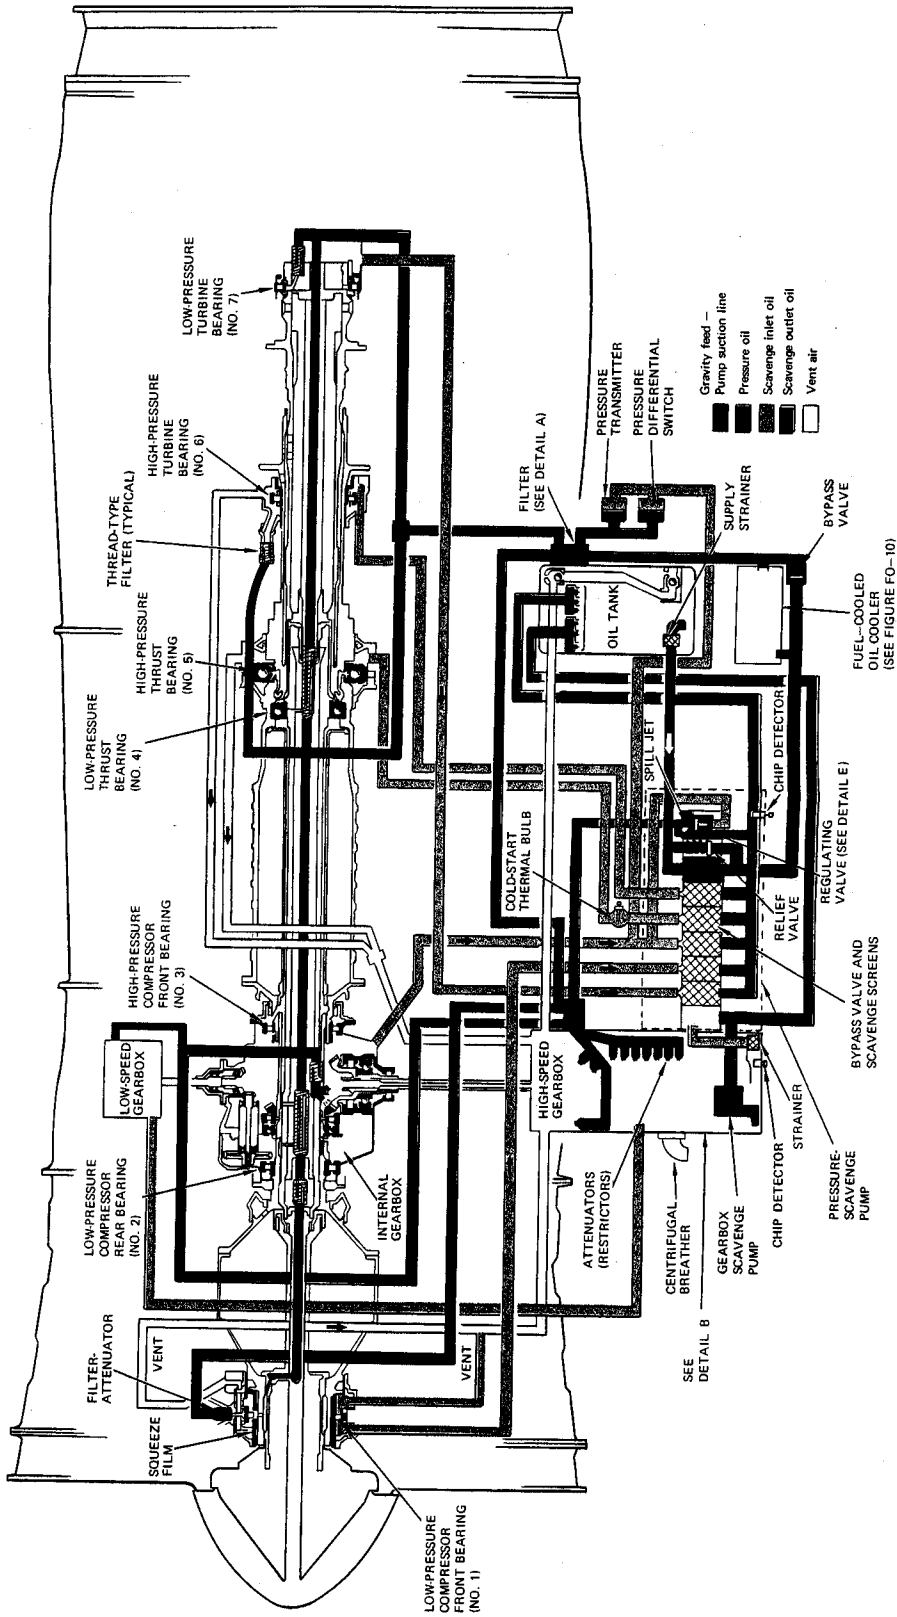 LOW-PRESSURE
TURBINE
BEARING
(NO. 7)
HIGH-PRESSURE
TURBINE
BEARING
(NO. 6)
THREAD-TYPE
FILTER (TYPICAL)
HIGH-PRESSURE
THRUST
BEARING
(NO. 5)
LOW-PRESSURE
THRUST
BEARING
(NO. 4)
HIGH-PRESSURE
COMPRESSOR
FRONT BEARING
(NO. 3)
LOW-SPEED
GEARBOX
LOW-PRESSURE
COMPRESSOR
REAR BEARING
(NO. 2)
INTERNAL
GEARBOX
FILTER-
ATTENUATOR
VENT
SQUEEZE
FILM
VENT
LOW-PRESSURE
COMPRESSOR
FRONT BEARING
(NO. 1)
FILTER
(SEE DETAIL A)
PRESSURE
TRANSMITTER
PRESSURE
DIFFERENTIAL
SWITCH
Gravity feed –
Pump suction line
Pressure oil
Scavenge inlet oil
Scavenge outlet oil
Vent air
SUPPLY
STRAINER
BYPASS
VALVE
OIL TANK
FUEL-COOLED
OIL COOLER
(SEE FIGURE FO-10)
SPILL JET
CHIP DETECTOR
COLD-START
THERMAL BULB
REGULATING
VALVE (SEE DETAIL E)
RELIEF
VALVE
BYPASS VALVE AND
SCAVENGE SCREENS
HIGH-SPEED
GEARBOX
ATTENUATORS
(RESTRICTORS)
CENTRIFUGAL
BREATHER
GEARBOX
SCAVENGE
PUMP
CHIP DETECTOR
STRAINER
PRESSURE-
SCAVENGE
PUMP
SEE
DETAIL B